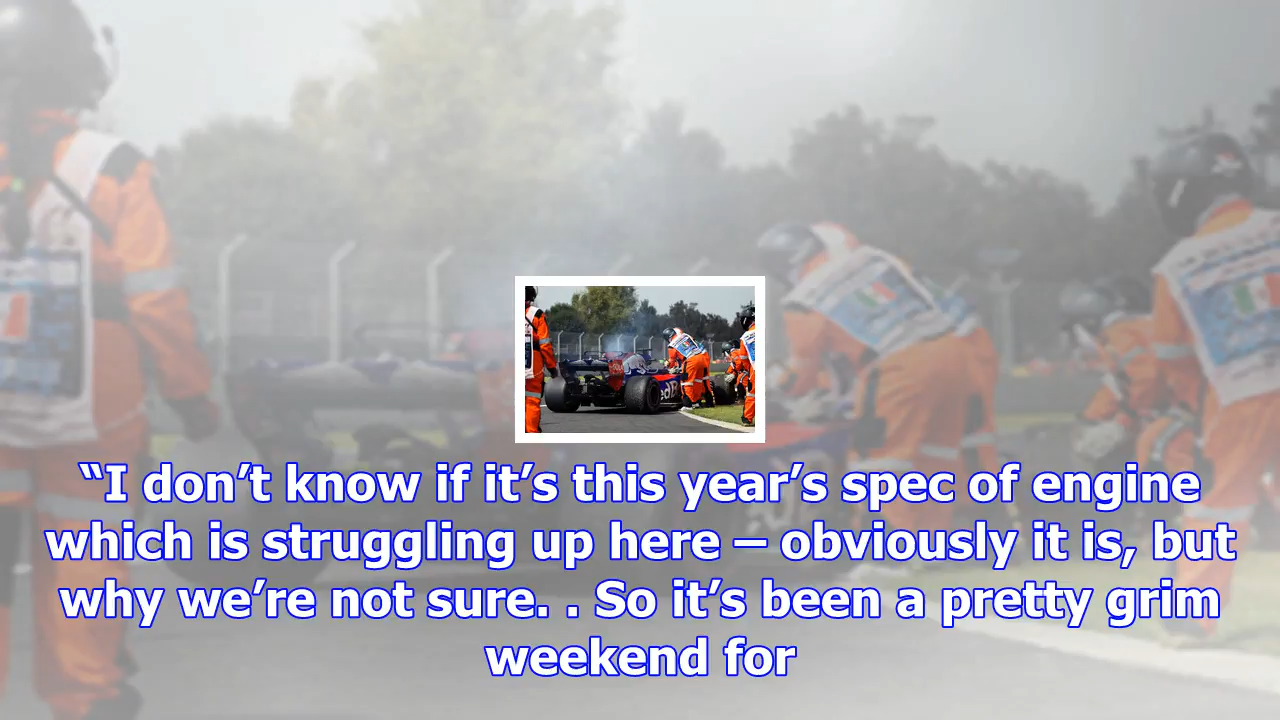 “I don’t know if it’s this year’s spec of engine
which is struggling up here – obviously it is, but
why we’re not sure. . So it’s been a pretty grim
weekend for